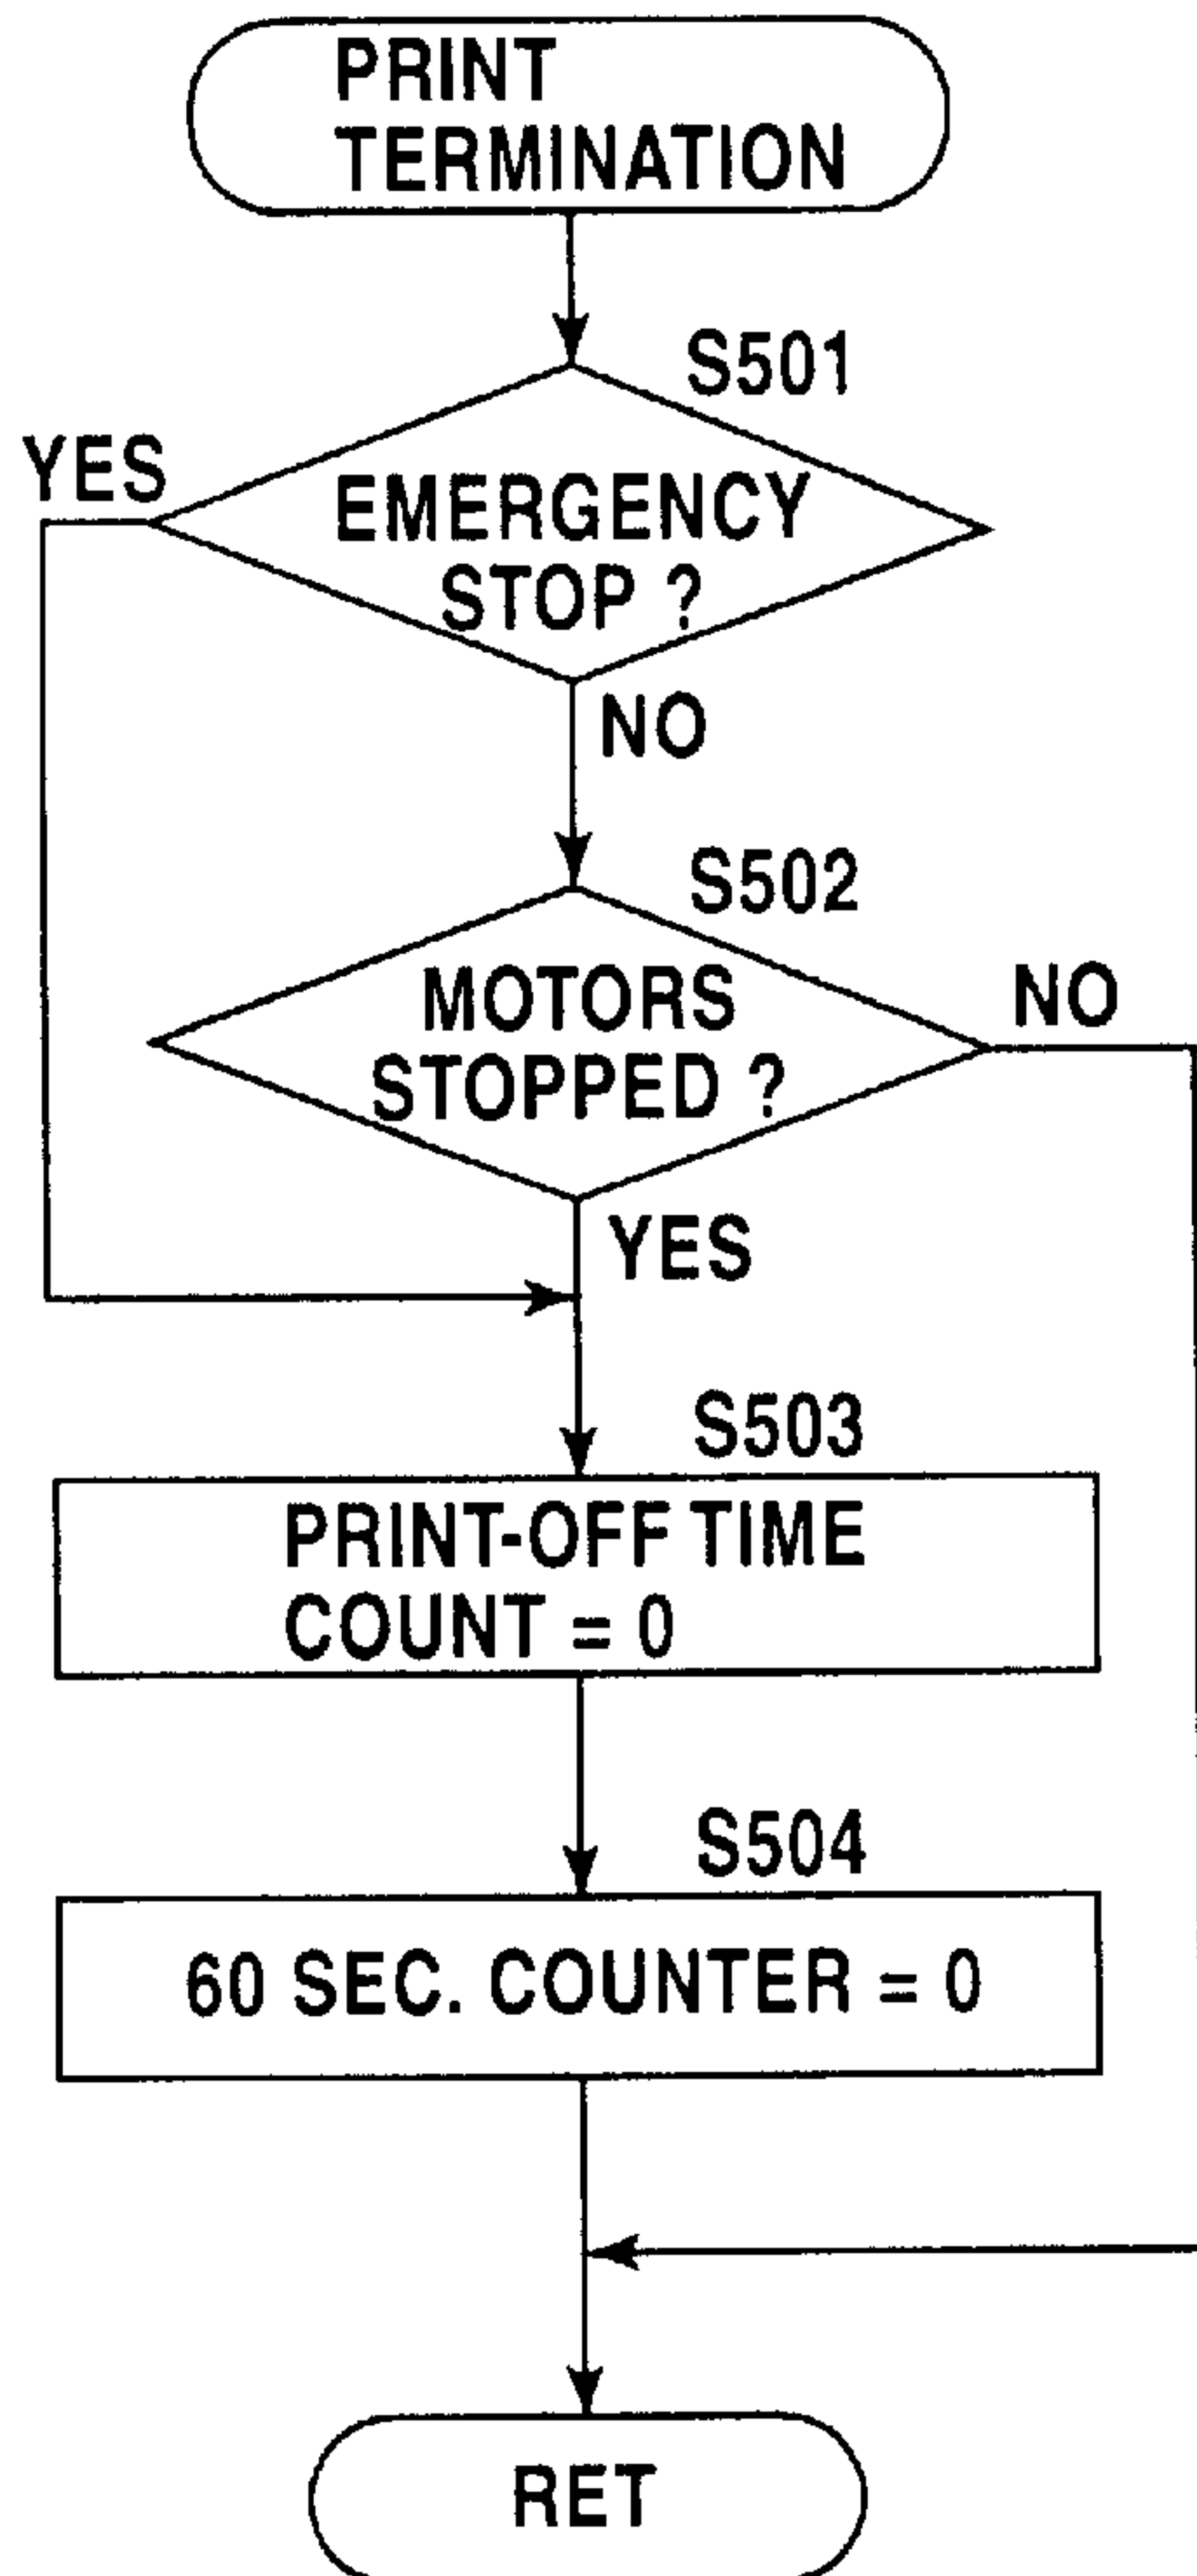 PRINT
TERMINATION
S501
YES
EMERGENCY
STOP ?
NO
S502
MOTORS
STOPPED ?
NO
YES
S503
PRINT-OFF TIME
COUNT = 0
S504
60 SEC. COUNTER = 0
RET